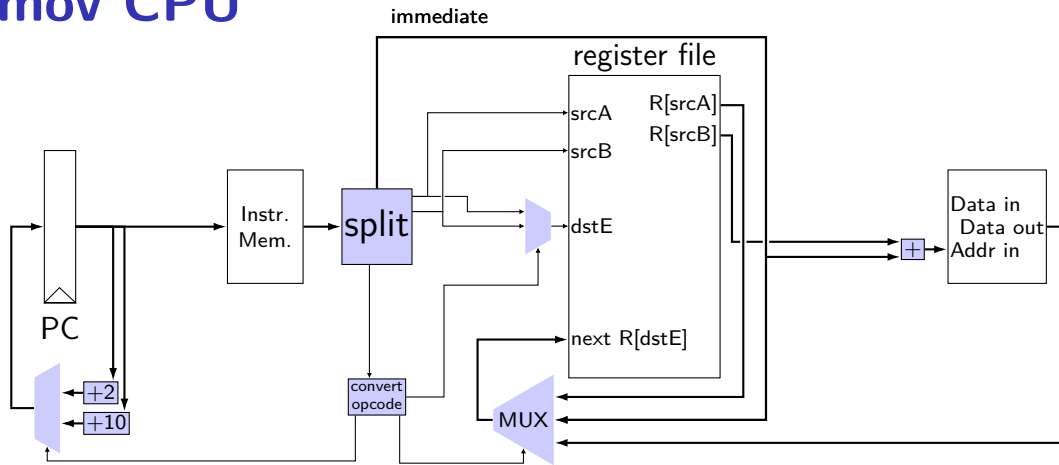 mov CPU
immediate
register file
srcA
R[srcA]
R[srcB]
srcB
Instr.
Mem.
split
dstE
Data in
Data out
Addr in
+
PC
next R[dstE]
convert
opcode
+2
+10
MUX